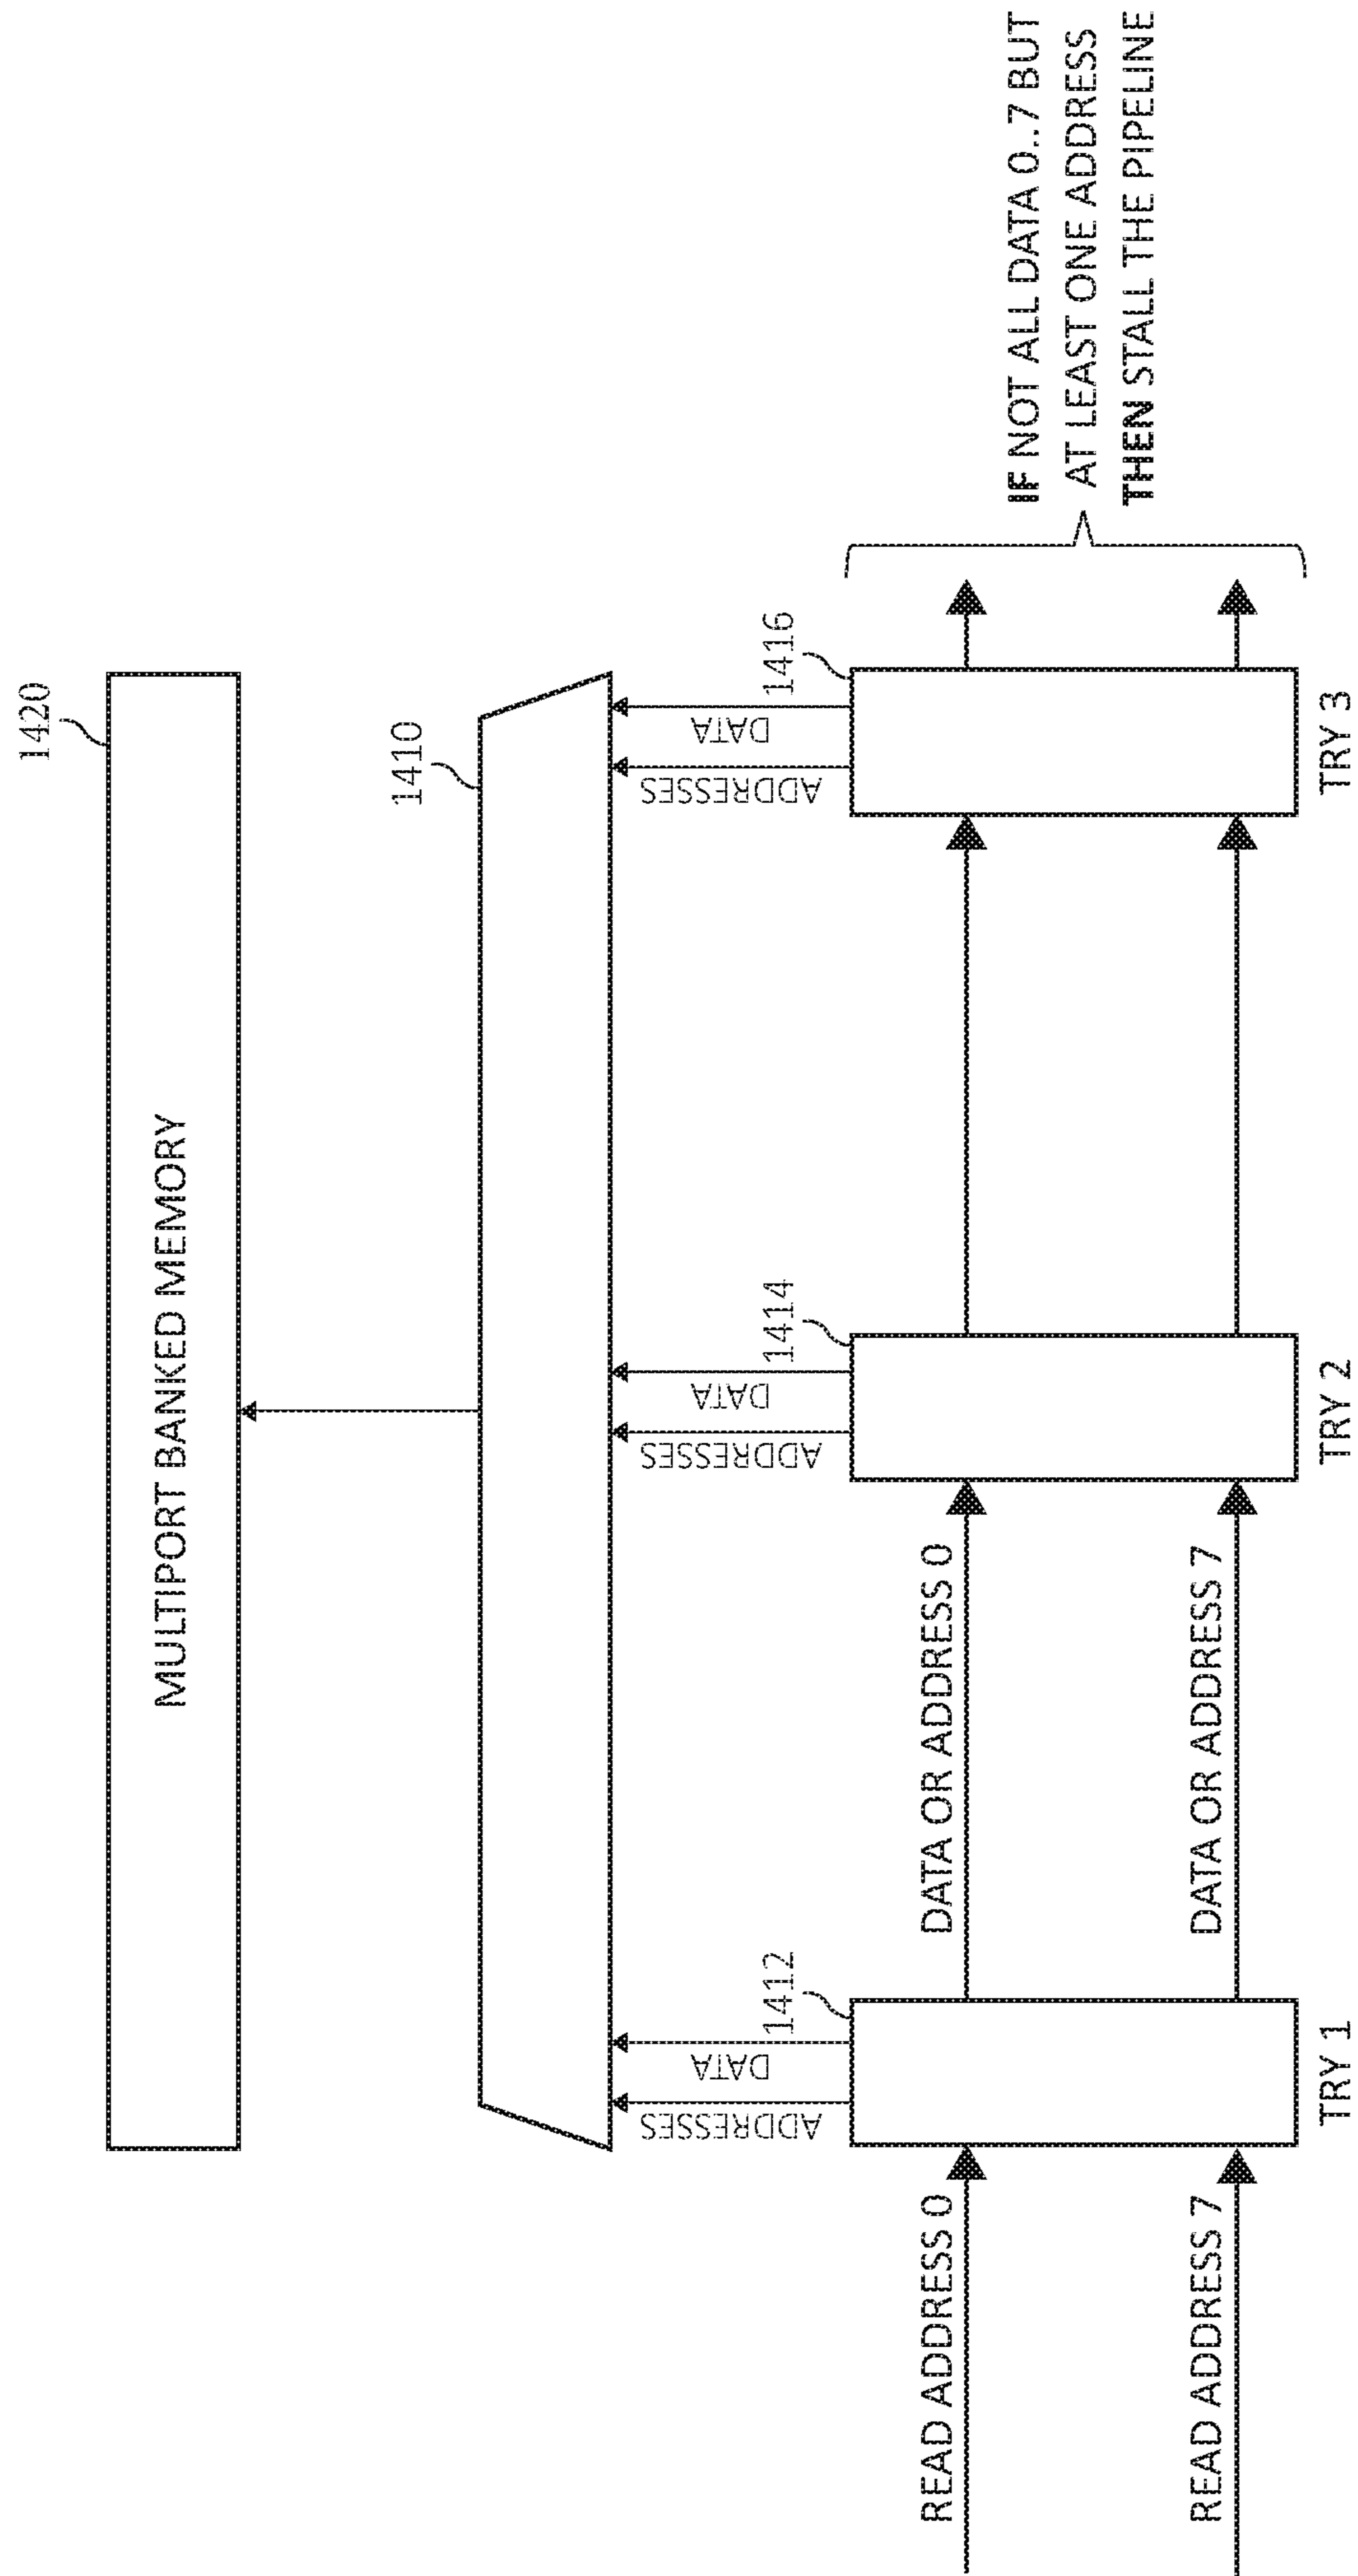 1420
MULTIPORT BANKED MEMORY
1410
ADDRESSES
DATA
1412
ADDRESSES
DATA
1414
ADDRESSES
DATA
1416
READ ADDRESS 0
DATA OR ADDRESS 0
READ ADDRESS 7
DATA OR ADDRESS 7
TRY 1
TRY 2
TRY 3
IF NOT ALL DATA 0..7 BUT
AT LEAST ONE ADDRESS
THEN STALL THE PIPELINE